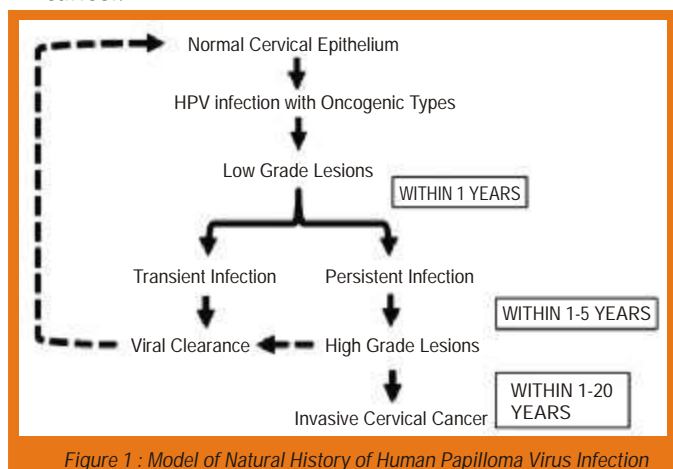 Normal Cervical Epithelium
HPV infection with Oncogenic Types
Low Grade Lesions
WITHIN 1 YEARS
Transient Infection Persistent Infection
WITHIN 1-5 YEARS
Viral Clearance High Grade Lesions
WITHIN 1-20
YEARS
Invasive Cervical Cancer
Figure 1 : Model of Natural History of Human Papilloma Virus Infection